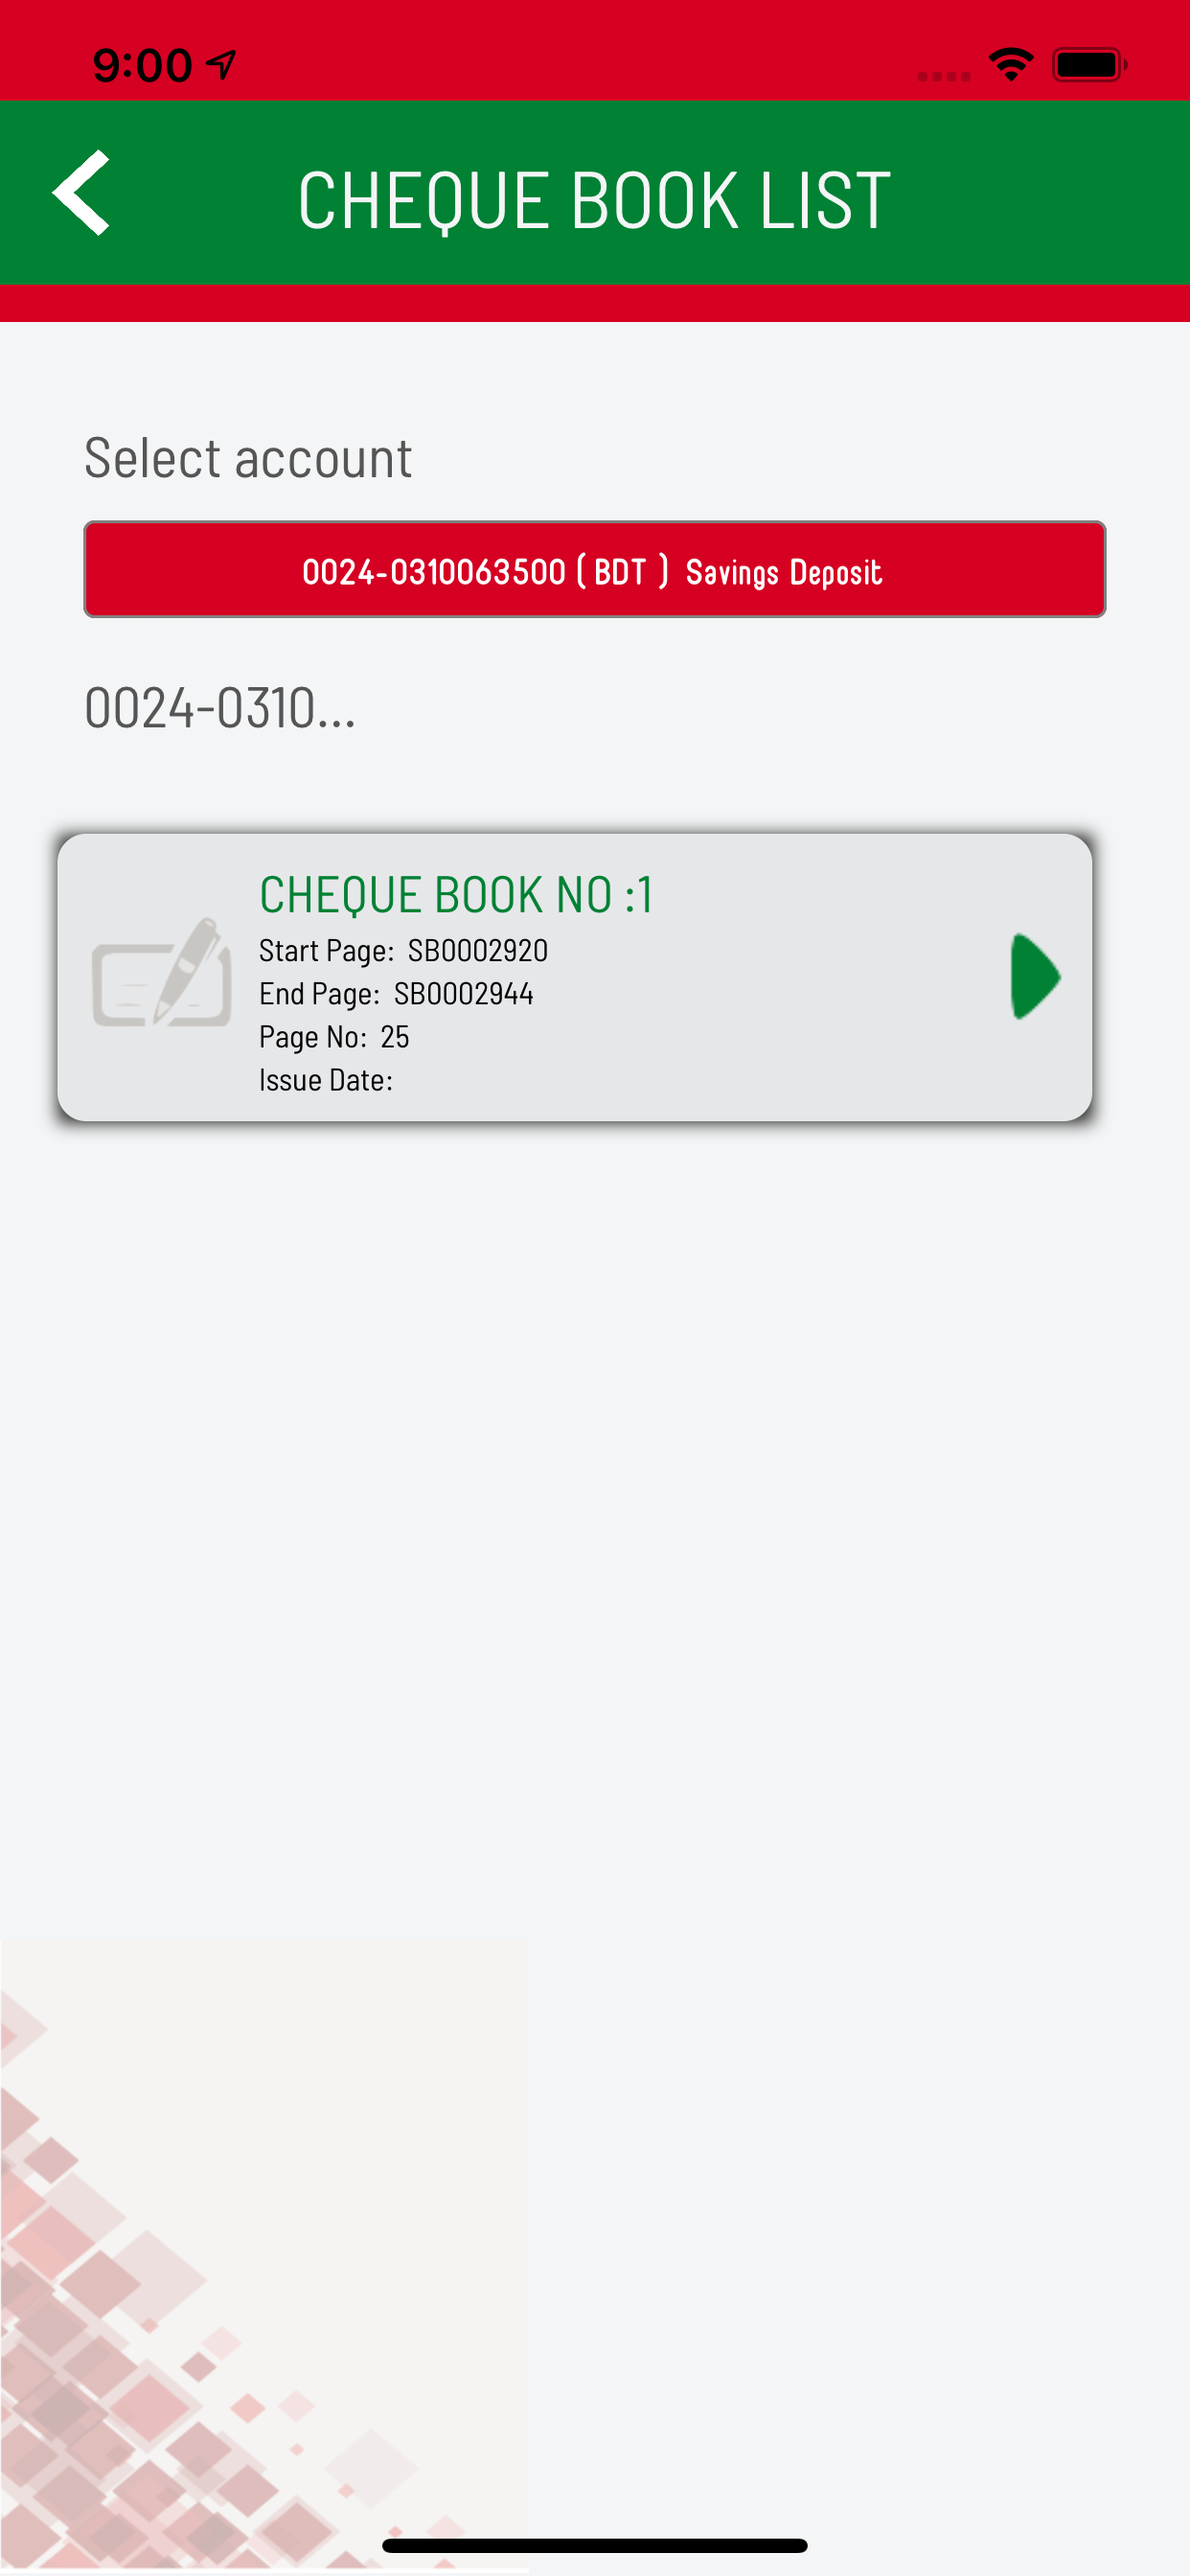 9:00
CHEQUE BOOK LIST
Select account
0024-0310063500 ( BDT ) Savings Deposit
0024-0310...
CHEQUE BOOK NO :1
Start Page: SB0002920
End Page: SB0002944
Page No: 25
Issue Date: